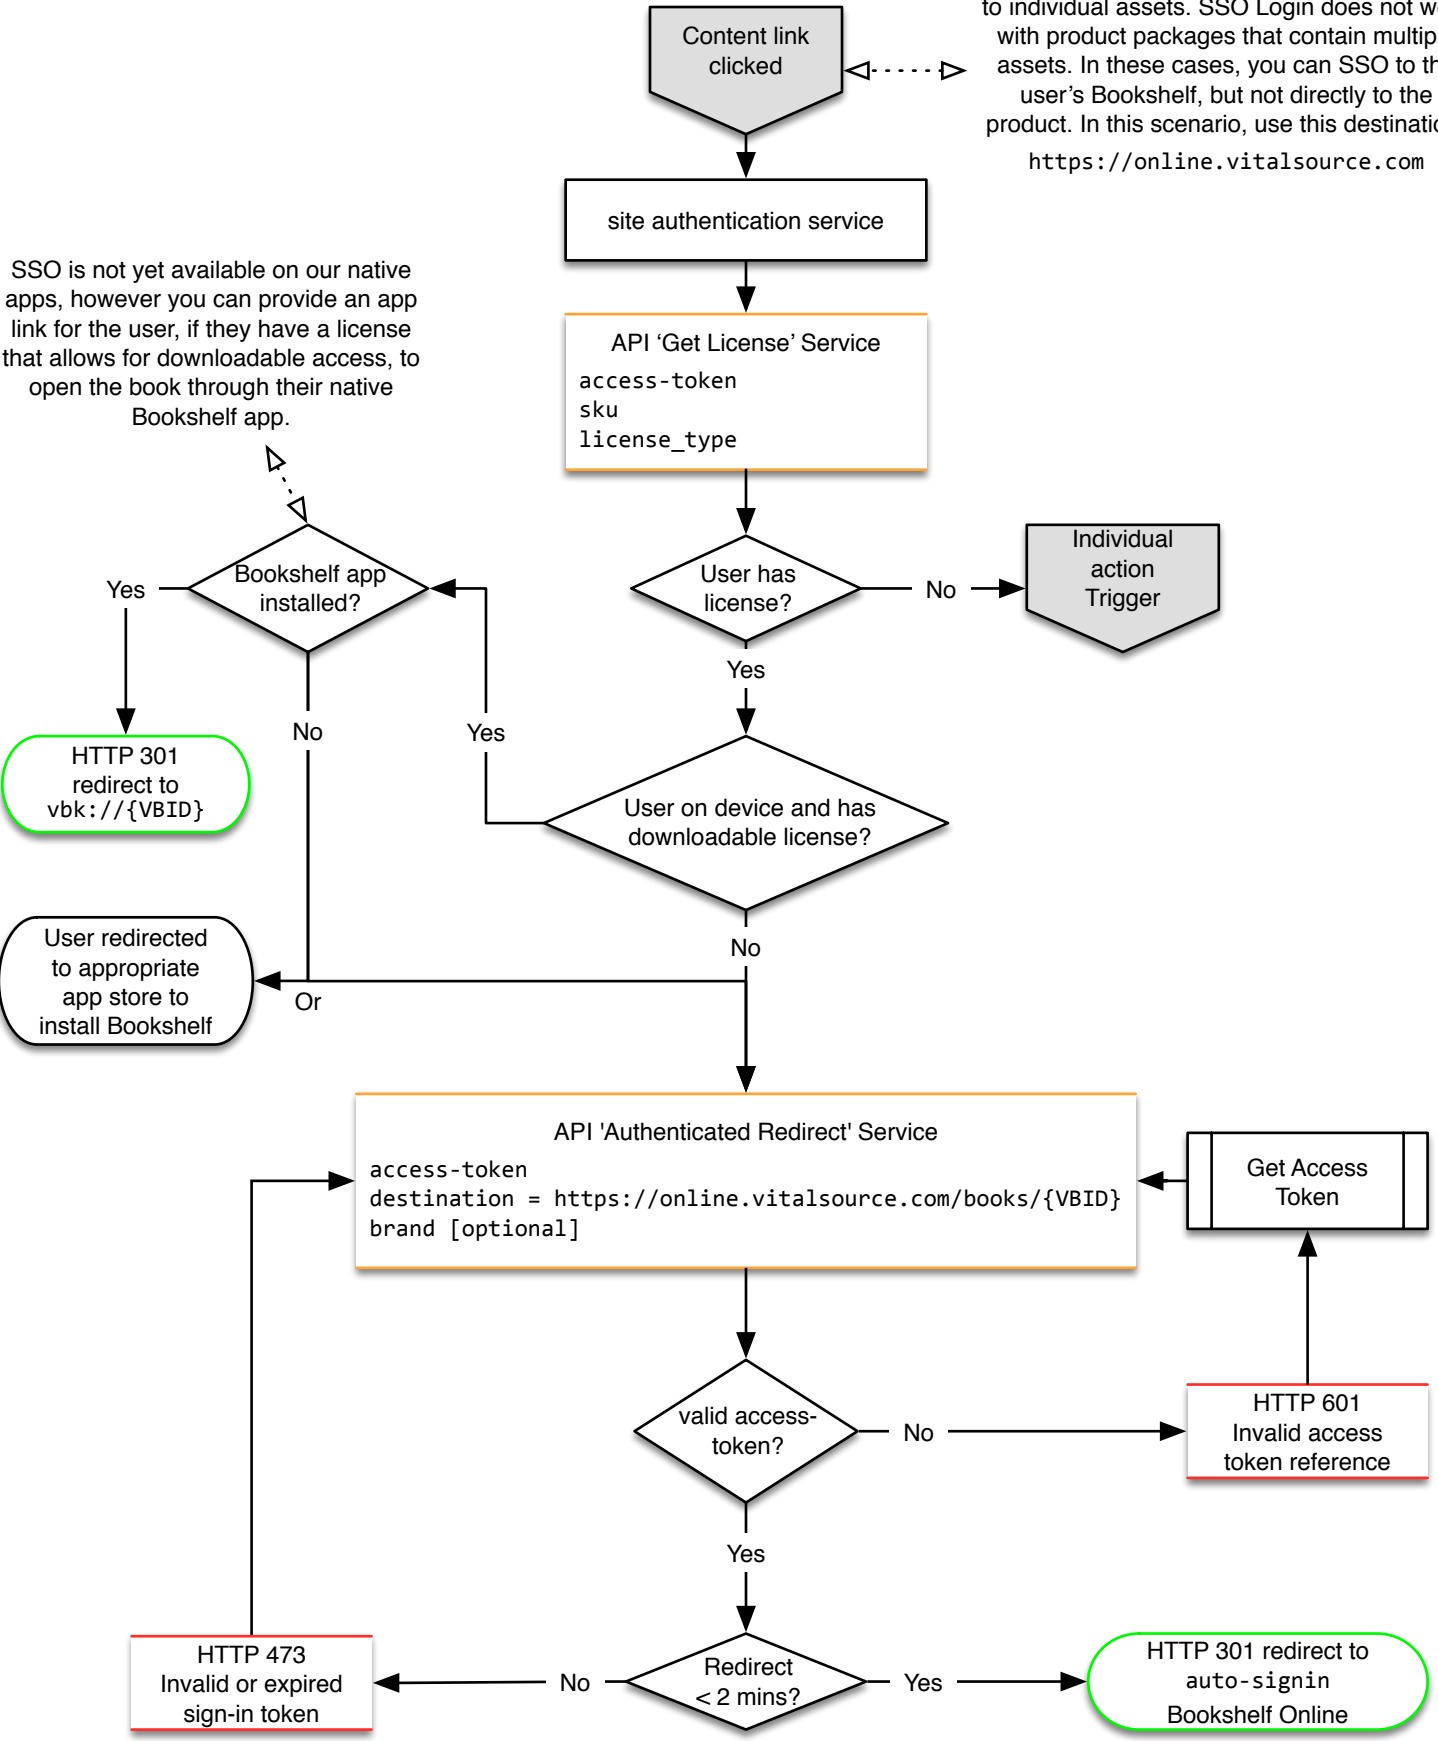 Content link
clicked
to individual assets. SSO Login does not
with product packages that contain
assets. In these cases, you can SSO to
user's Bookshelf, but not directly to the
product. In this scenario, use this
https://online.vitalsource.com
site authentication service
SSO is not yet available on our native
apps, however you can provide an app
link for the user, if they have a license
that allows for downloadable access, to
open the book through their native
Bookshelf app.
API ‘Get License’ Service
access-token
sku
license_type
Bookshelf app
installed?
Yes
User has
license?
No
Individual
action
Trigger
Yes
No
Yes
HTTP 301
redirect to
vbk://{VBID}
User on device and has
downloadable license?
No
User redirected
to appropriate
app store to
install Bookshelf
Or
API 'Authenticated Redirect' Service
access-token
destination = https://online.vitalsource.com/books/{VBID}
brand [optional]
Get Access
Token
valid access-
token?
No
HTTP 601
Invalid access
token reference
Yes
HTTP 473
Invalid or expired
sign-in token
No
Redirect
< 2 mins?
Yes
HTTP 301 redirect to
auto-signin
Bookshelf Online